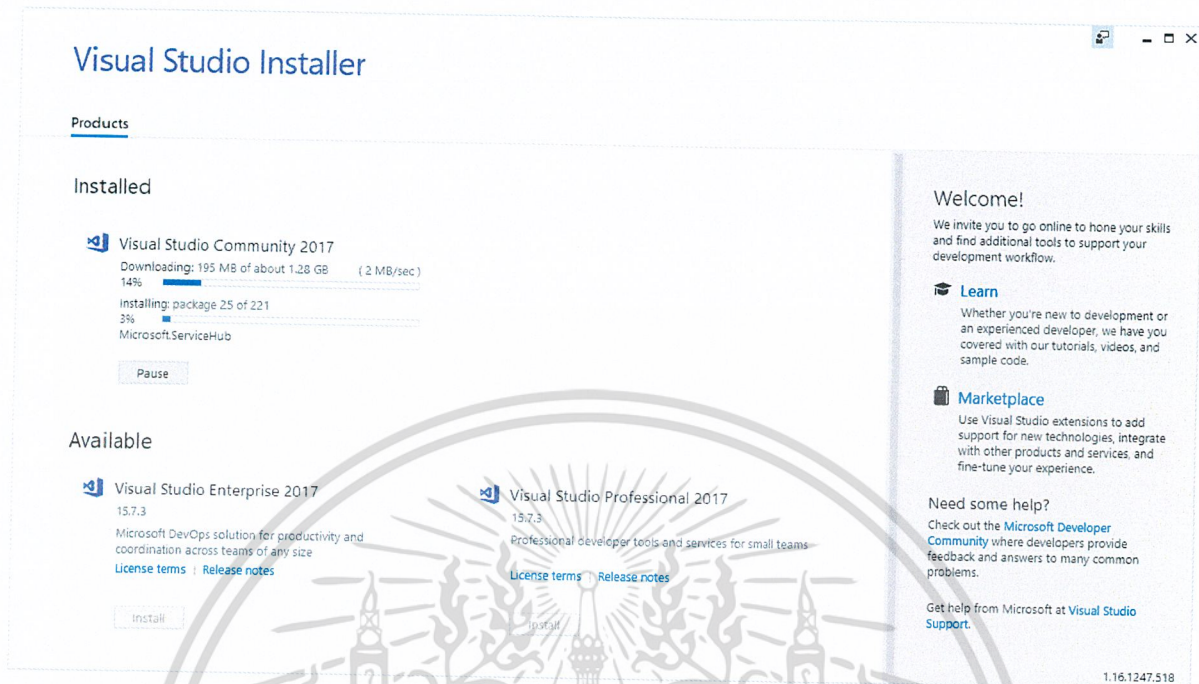 Visual Studio Installer
Products
Installed
Visual Studio Community 2017
Downloading: 195 MB of about 1.28 GB ( 2 MB/sec )
14%
Installing: package 25 of 221
3%
Microsoft.ServiceHub
Pause
Available
Visual Studio Enterprise 2017
15.7.3
Microsoft DevOps solution for productivity and
coordination across teams of any size
License terms | Release notes
Install
Visual Studio Professional 2017
15.7.3
Professional developer tools and services for small teams
License terms | Release notes
Install
Welcome!
We invite you to go online to hone your skills
and find additional tools to support your
development workflow.
Learn
Whether you're new to development or
an experienced developer, we have you
covered with our tutorials, videos, and
sample code.
Marketplace
Use Visual Studio extensions to add
support for new technologies, integrate
with other products and services, and
fine-tune your experience.
Need some help?
Check out the Microsoft Developer
Community where developers provide
feedback and answers to many common
problems.
Get help from Microsoft at Visual Studio
Support.
1.16.1247.518